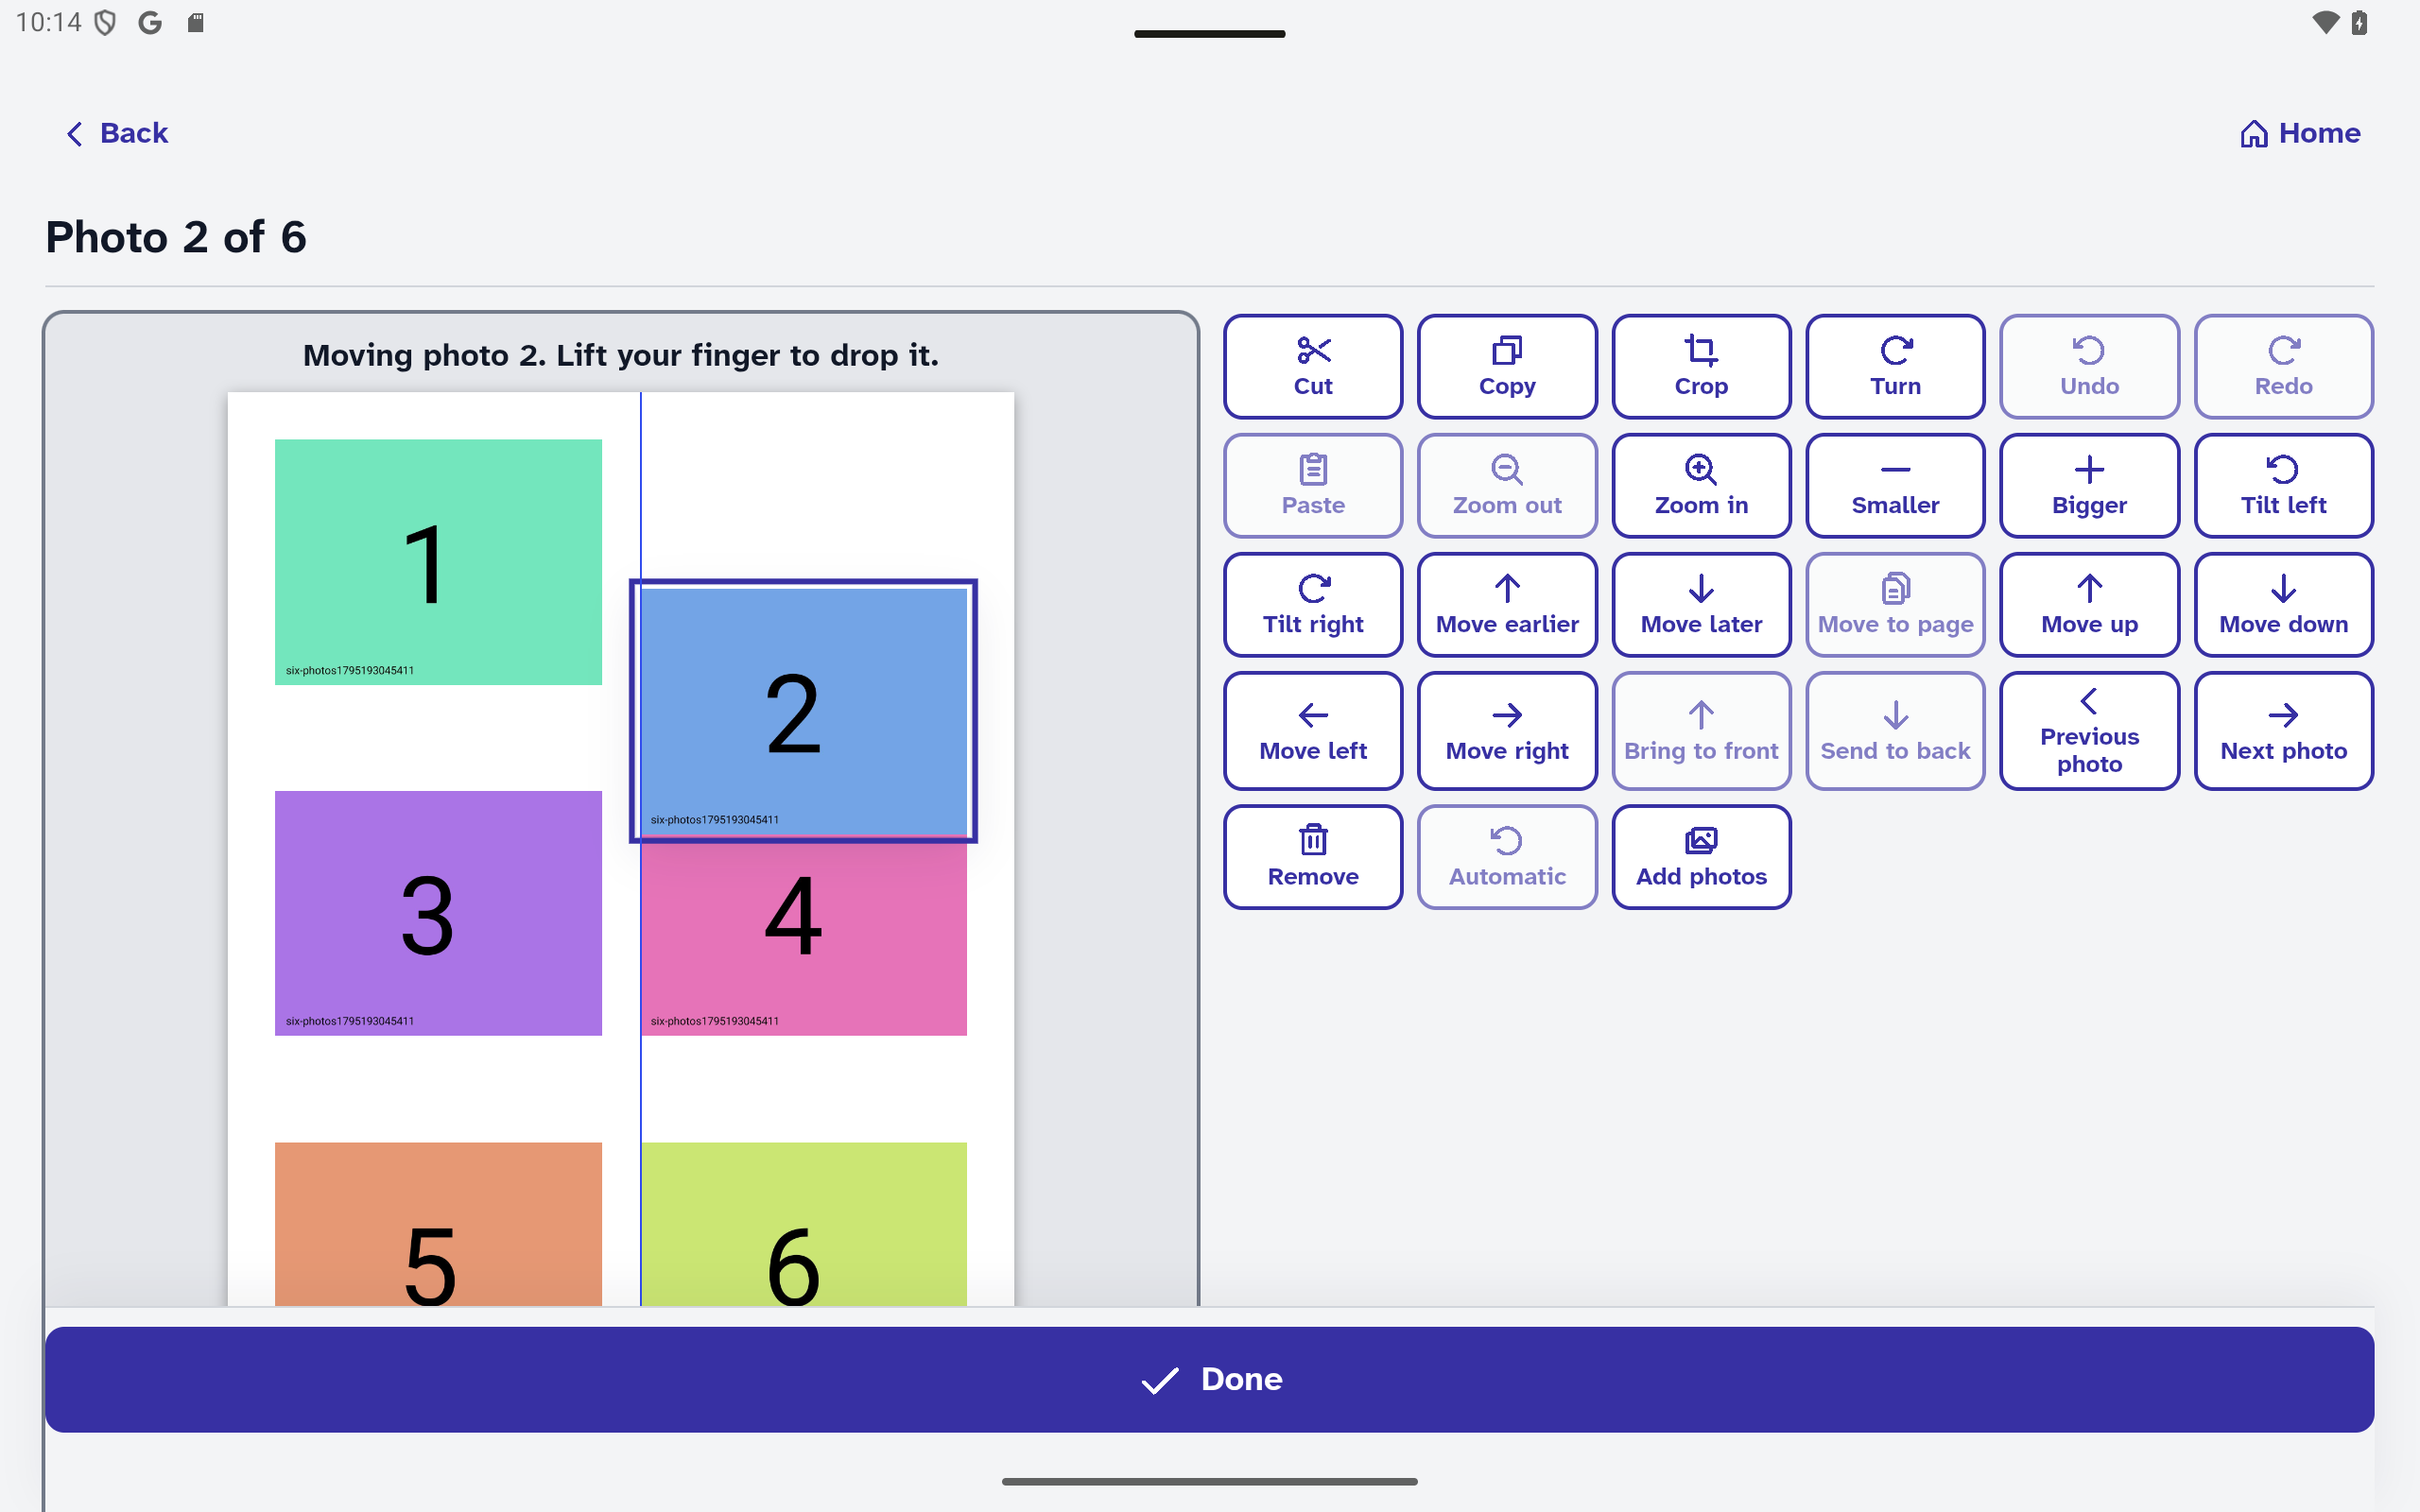 10:14
Back
Home
Photo 2 of 6
Moving photo 2. Lift your finger to drop it.
1
six-photos1795193045411
2
six-photos1795193045411
3
six-photos1795193045411
4
six-photos1795193045411
5
6
Cut
Copy
Crop
Turn
Undo
Redo
Paste
Zoom out
Zoom in
Smaller
Bigger
Tilt left
Tilt right
Move earlier
Move later
Move to page
Move up
Move down
Move left
Move right
Bring to front
Send to back
Previous
photo
Next photo
Remove
Automatic
Add photos
Done